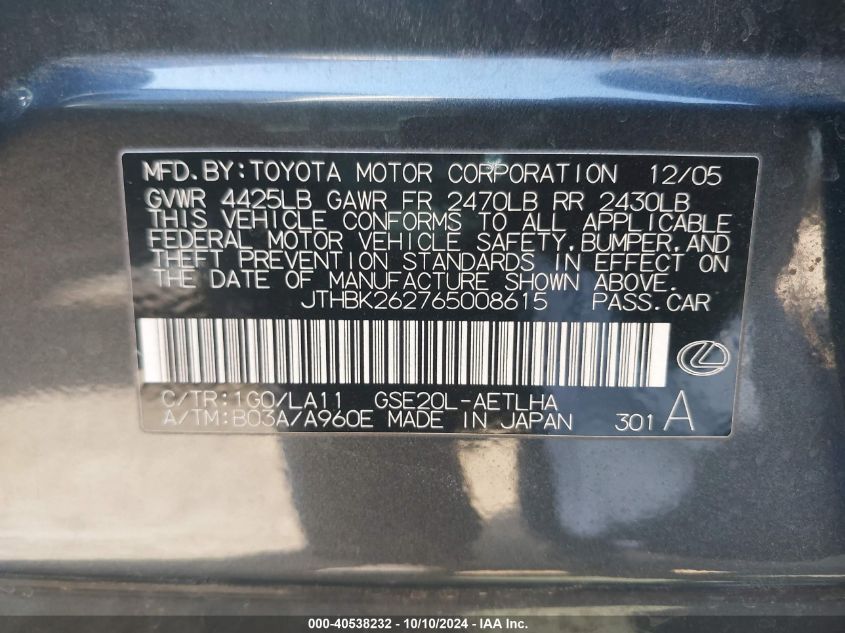 MFD.BY:TOYOTA MOTOR CORPORATION 12/05
GVWR 4425LB GAWR FR 2470LB RR 2430LB
THIS VEHICLE CONFORMS TO ALL APPLICABLE
FEDERAL MOTOR VEHICLE SAFETY,BUMPER,AND
THEFT PREVENTION STANDARDS IN EFFECT ON
THE DATE OF MANUFACTURE SHOWN ABOVE.
JTHBK262765008615 PASS.CAR
C/TR:1G0/LA11 GSE20L-AETLHA
A/TM:B03A/A960E MADE IN JAPAN 301 A
000-40538232 - 10/10/2024 - IAA Inc.